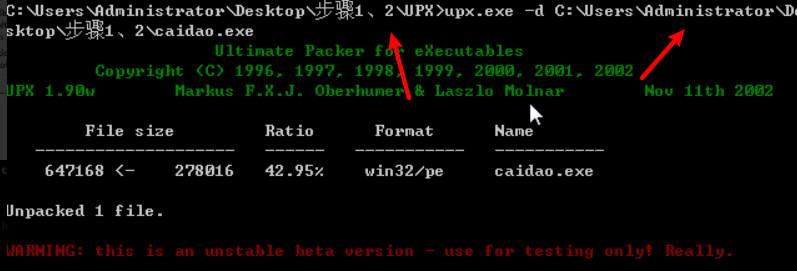 C:\Users\Administrator\Desktop\步骤1、2\UPX>upx.exe -d C:\Users\Administrator\De
sktop\步骤1、2\caidao.exe
Ultimate Packer for eXecutables
Copyright (C) 1996, 1997, 1998, 1999, 2000, 2001, 2002
UPX 1.90w Markus F.X.J. Oberhumer & Laszlo Molnar Nov 11th 2002
File size Ratio Format Name
-------------------- ------ ----------- -----------
647168 <- 278016 42.95% win32/pe caidao.exe
Unpacked 1 file.
WARNING: this is an unstable beta version - use for testing only! Really.